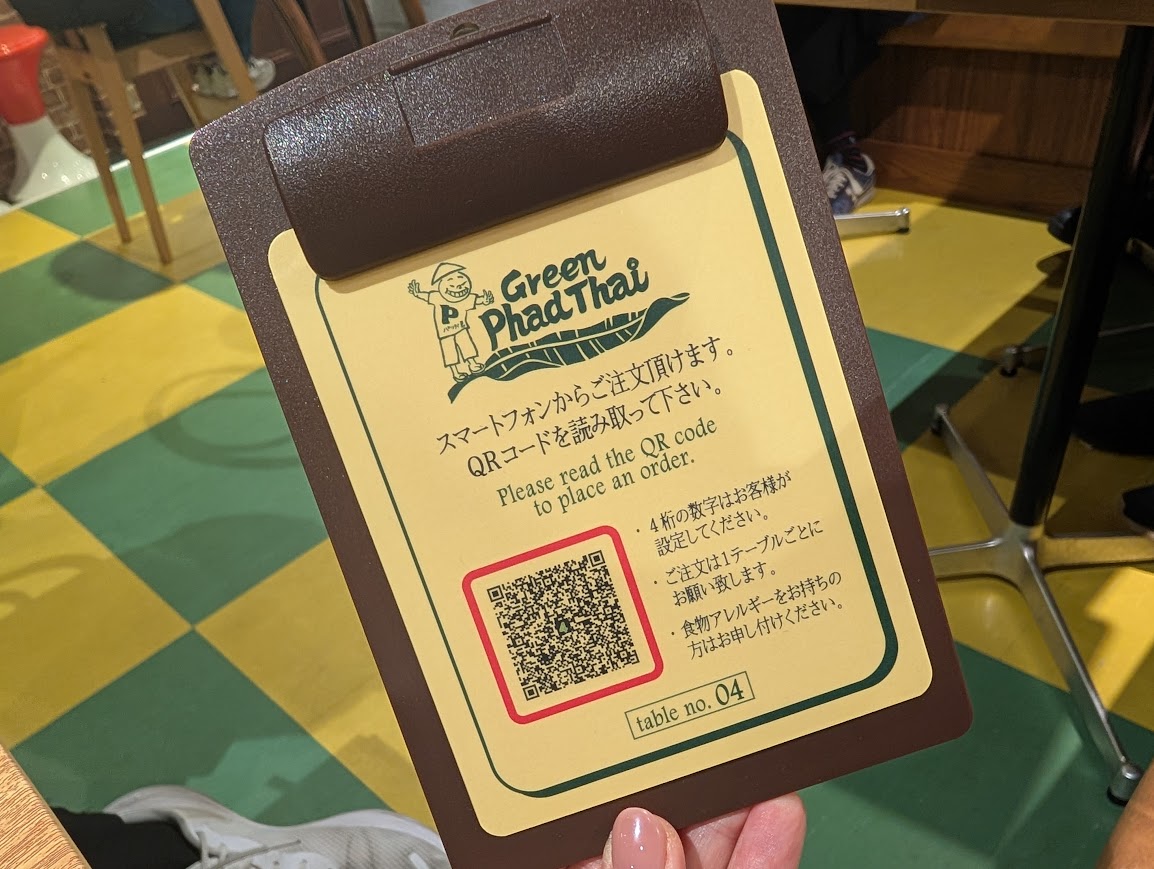 Green
Phad Thai
P
スマートフォンからご注文頂けます。
QRコードを読み取って下さい。
Please read the QR code
to place an order.
・4桁の数字はお客様が
設定してください。
・ご注文は1テーブルごとに
お願い致します。
・食物アレルギーをお持ちの
方はお申し付けください。
table no. 04